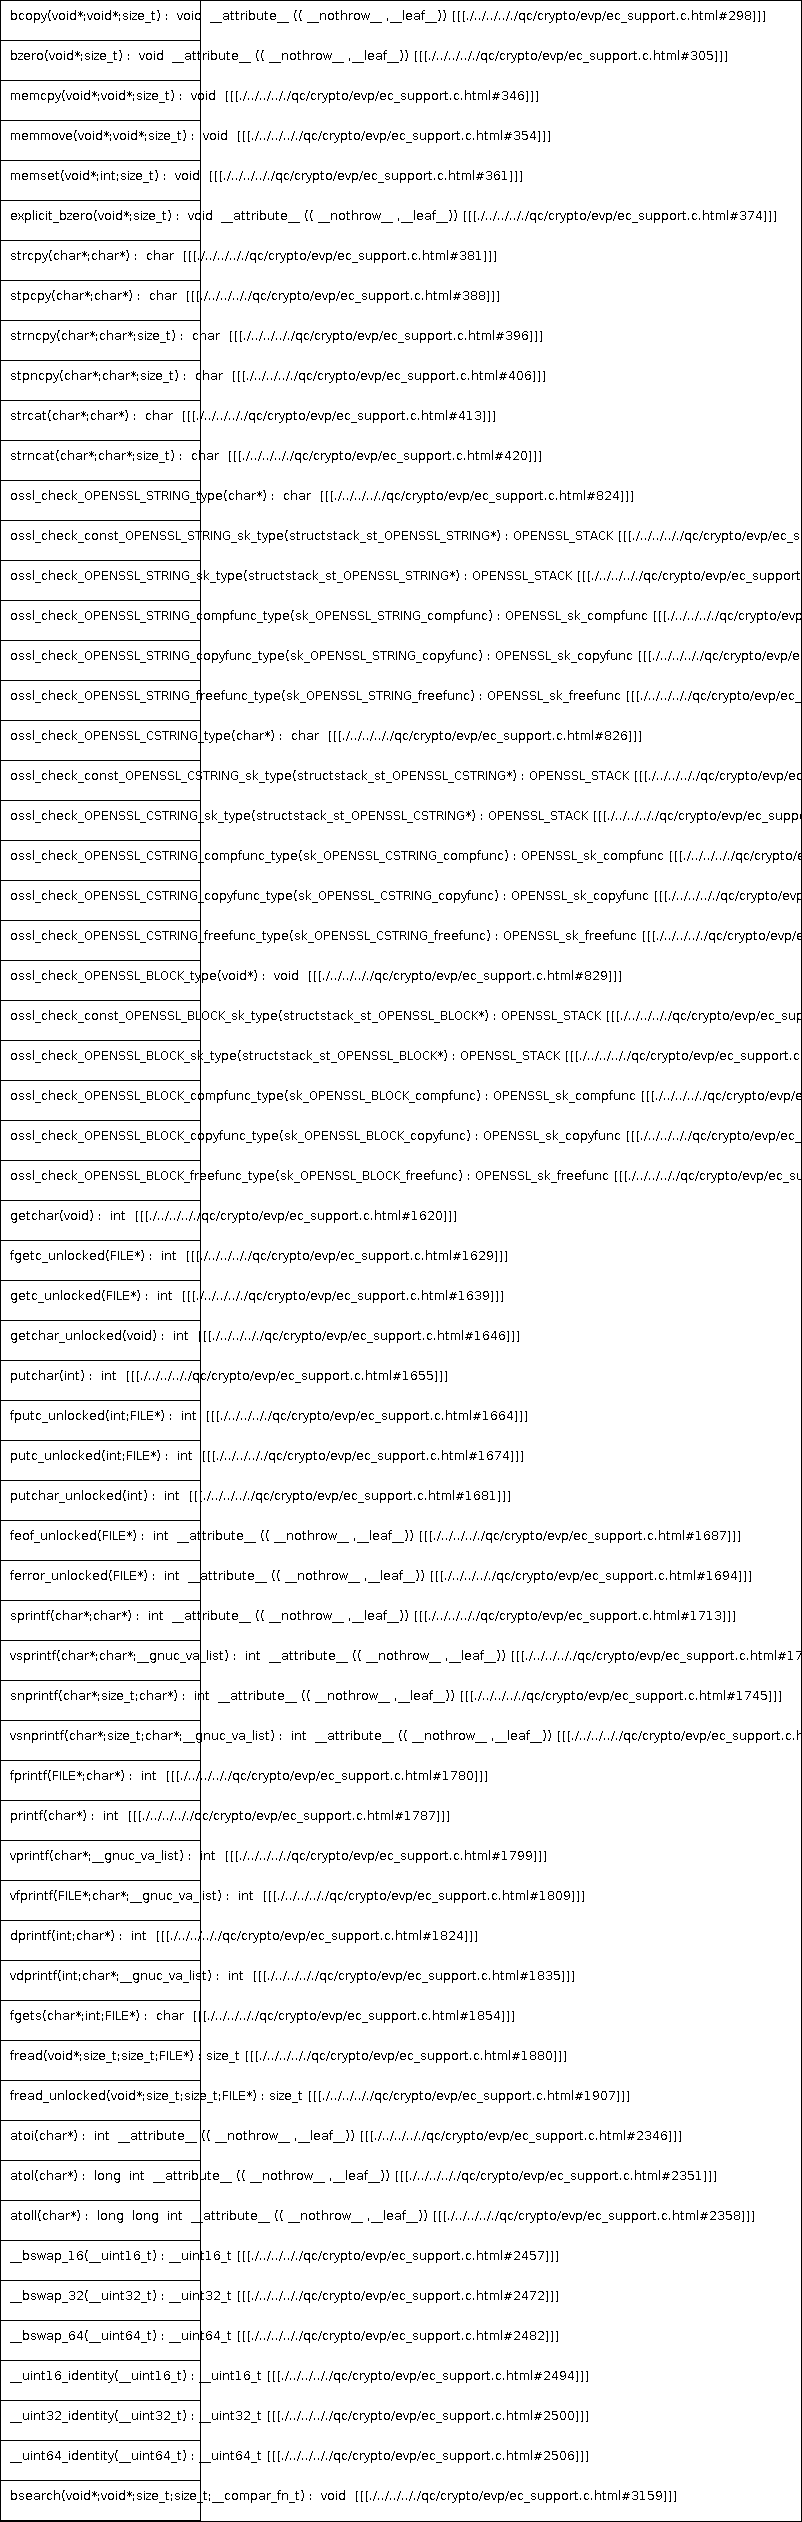 bcopy(void*;void*;size_t) :  void  __attribute__ (( __nothrow__ ,__leaf__)) [[[./../../.././qc/crypto/evp/ec_support.c.html#298]]]
bzero(void*;size_t) :  void  __attribute__ (( __nothrow__ ,__leaf__)) [[[./../../.././qc/crypto/evp/ec_support.c.html#305]]]
memcpy(void*;void*;size_t) :  void  [[[./../../.././qc/crypto/evp/ec_support.c.html#346]]]
memmove(void*;void*;size_t) :  void  [[[./../../.././qc/crypto/evp/ec_support.c.html#354]]]
memset(void*;int;size_t) :  void  [[[./../../.././qc/crypto/evp/ec_support.c.html#361]]]
explicit_bzero(void*;size_t) :  void  __attribute__ (( __nothrow__ ,__leaf__)) [[[./../../.././qc/crypto/evp/ec_support.c.html#374]]]
strcpy(char*;char*) :  char  [[[./../../.././qc/crypto/evp/ec_support.c.html#381]]]
stpcpy(char*;char*) :  char  [[[./../../.././qc/crypto/evp/ec_support.c.html#388]]]
strncpy(char*;char*;size_t) :  char  [[[./../../.././qc/crypto/evp/ec_support.c.html#396]]]
stpncpy(char*;char*;size_t) :  char  [[[./../../.././qc/crypto/evp/ec_support.c.html#406]]]
strcat(char*;char*) :  char  [[[./../../.././qc/crypto/evp/ec_support.c.html#413]]]
strncat(char*;char*;size_t) :  char  [[[./../../.././qc/crypto/evp/ec_support.c.html#420]]]
ossl_check_OPENSSL_STRING_type(char*) :  char  [[[./../../.././qc/crypto/evp/ec_support.c.html#824]]]
ossl_check_const_OPENSSL_STRING_sk_type(structstack_st_OPENSSL_STRING*) : OPENSSL_STACK [[[./../../.././qc/crypto/evp/ec_s
ossl_check_OPENSSL_STRING_sk_type(structstack_st_OPENSSL_STRING*) : OPENSSL_STACK [[[./../../.././qc/crypto/evp/ec_support
ossl_check_OPENSSL_STRING_compfunc_type(sk_OPENSSL_STRING_compfunc) : OPENSSL_sk_compfunc [[[./../../.././qc/crypto/evp
ossl_check_OPENSSL_STRING_copyfunc_type(sk_OPENSSL_STRING_copyfunc) : OPENSSL_sk_copyfunc [[[./../../.././qc/crypto/evp/e
ossl_check_OPENSSL_STRING_freefunc_type(sk_OPENSSL_STRING_freefunc) : OPENSSL_sk_freefunc [[[./../../.././qc/crypto/evp/ec_
ossl_check_OPENSSL_CSTRING_type(char*) :  char  [[[./../../.././qc/crypto/evp/ec_support.c.html#826]]]
ossl_check_const_OPENSSL_CSTRING_sk_type(structstack_st_OPENSSL_CSTRING*) : OPENSSL_STACK [[[./../../.././qc/crypto/evp/ec
ossl_check_OPENSSL_CSTRING_sk_type(structstack_st_OPENSSL_CSTRING*) : OPENSSL_STACK [[[./../../.././qc/crypto/evp/ec_suppo
ossl_check_OPENSSL_CSTRING_compfunc_type(sk_OPENSSL_CSTRING_compfunc) : OPENSSL_sk_compfunc [[[./../../.././qc/crypto/e
ossl_check_OPENSSL_CSTRING_copyfunc_type(sk_OPENSSL_CSTRING_copyfunc) : OPENSSL_sk_copyfunc [[[./../../.././qc/crypto/evp
ossl_check_OPENSSL_CSTRING_freefunc_type(sk_OPENSSL_CSTRING_freefunc) : OPENSSL_sk_freefunc [[[./../../.././qc/crypto/evp/e
ossl_check_OPENSSL_BLOCK_type(void*) :  void  [[[./../../.././qc/crypto/evp/ec_support.c.html#829]]]
ossl_check_const_OPENSSL_BLOCK_sk_type(structstack_st_OPENSSL_BLOCK*) : OPENSSL_STACK [[[./../../.././qc/crypto/evp/ec_sup
ossl_check_OPENSSL_BLOCK_sk_type(structstack_st_OPENSSL_BLOCK*) : OPENSSL_STACK [[[./../../.././qc/crypto/evp/ec_support.c
ossl_check_OPENSSL_BLOCK_compfunc_type(sk_OPENSSL_BLOCK_compfunc) : OPENSSL_sk_compfunc [[[./../../.././qc/crypto/evp/e
ossl_check_OPENSSL_BLOCK_copyfunc_type(sk_OPENSSL_BLOCK_copyfunc) : OPENSSL_sk_copyfunc [[[./../../.././qc/crypto/evp/ec_
ossl_check_OPENSSL_BLOCK_freefunc_type(sk_OPENSSL_BLOCK_freefunc) : OPENSSL_sk_freefunc [[[./../../.././qc/crypto/evp/ec_su
getchar(void) :  int  [[[./../../.././qc/crypto/evp/ec_support.c.html#1620]]]
fgetc_unlocked(FILE*) :  int  [[[./../../.././qc/crypto/evp/ec_support.c.html#1629]]]
getc_unlocked(FILE*) :  int  [[[./../../.././qc/crypto/evp/ec_support.c.html#1639]]]
getchar_unlocked(void) :  int  [[[./../../.././qc/crypto/evp/ec_support.c.html#1646]]]
putchar(int) :  int  [[[./../../.././qc/crypto/evp/ec_support.c.html#1655]]]
fputc_unlocked(int;FILE*) :  int  [[[./../../.././qc/crypto/evp/ec_support.c.html#1664]]]
putc_unlocked(int;FILE*) :  int  [[[./../../.././qc/crypto/evp/ec_support.c.html#1674]]]
putchar_unlocked(int) :  int  [[[./../../.././qc/crypto/evp/ec_support.c.html#1681]]]
feof_unlocked(FILE*) :  int  __attribute__ (( __nothrow__ ,__leaf__)) [[[./../../.././qc/crypto/evp/ec_support.c.html#1687]]]
ferror_unlocked(FILE*) :  int  __attribute__ (( __nothrow__ ,__leaf__)) [[[./../../.././qc/crypto/evp/ec_support.c.html#1694]]]
sprintf(char*;char*) :  int  __attribute__ (( __nothrow__ ,__leaf__)) [[[./../../.././qc/crypto/evp/ec_support.c.html#1713]]]
vsprintf(char*;char*;__gnuc_va_list) :  int  __attribute__ (( __nothrow__ ,__leaf__)) [[[./../../.././qc/crypto/evp/ec_support.c.html#17
snprintf(char*;size_t;char*) :  int  __attribute__ (( __nothrow__ ,__leaf__)) [[[./../../.././qc/crypto/evp/ec_support.c.html#1745]]]
vsnprintf(char*;size_t;char*;__gnuc_va_list) :  int  __attribute__ (( __nothrow__ ,__leaf__)) [[[./../../.././qc/crypto/evp/ec_support.c.h
fprintf(FILE*;char*) :  int  [[[./../../.././qc/crypto/evp/ec_support.c.html#1780]]]
printf(char*) :  int  [[[./../../.././qc/crypto/evp/ec_support.c.html#1787]]]
vprintf(char*;__gnuc_va_list) :  int  [[[./../../.././qc/crypto/evp/ec_support.c.html#1799]]]
vfprintf(FILE*;char*;__gnuc_va_list) :  int  [[[./../../.././qc/crypto/evp/ec_support.c.html#1809]]]
dprintf(int;char*) :  int  [[[./../../.././qc/crypto/evp/ec_support.c.html#1824]]]
vdprintf(int;char*;__gnuc_va_list) :  int  [[[./../../.././qc/crypto/evp/ec_support.c.html#1835]]]
fgets(char*;int;FILE*) :  char  [[[./../../.././qc/crypto/evp/ec_support.c.html#1854]]]
fread(void*;size_t;size_t;FILE*) : size_t [[[./../../.././qc/crypto/evp/ec_support.c.html#1880]]]
fread_unlocked(void*;size_t;size_t;FILE*) : size_t [[[./../../.././qc/crypto/evp/ec_support.c.html#1907]]]
atoi(char*) :  int  __attribute__ (( __nothrow__ ,__leaf__)) [[[./../../.././qc/crypto/evp/ec_support.c.html#2346]]]
atol(char*) :  long  int  __attribute__ (( __nothrow__ ,__leaf__)) [[[./../../.././qc/crypto/evp/ec_support.c.html#2351]]]
atoll(char*) :  long  long  int  __attribute__ (( __nothrow__ ,__leaf__)) [[[./../../.././qc/crypto/evp/ec_support.c.html#2358]]]
__bswap_16(__uint16_t) : __uint16_t [[[./../../.././qc/crypto/evp/ec_support.c.html#2457]]]
__bswap_32(__uint32_t) : __uint32_t [[[./../../.././qc/crypto/evp/ec_support.c.html#2472]]]
__bswap_64(__uint64_t) : __uint64_t [[[./../../.././qc/crypto/evp/ec_support.c.html#2482]]]
__uint16_identity(__uint16_t) : __uint16_t [[[./../../.././qc/crypto/evp/ec_support.c.html#2494]]]
__uint32_identity(__uint32_t) : __uint32_t [[[./../../.././qc/crypto/evp/ec_support.c.html#2500]]]
__uint64_identity(__uint64_t) : __uint64_t [[[./../../.././qc/crypto/evp/ec_support.c.html#2506]]]
bsearch(void*;void*;size_t;size_t;__compar_fn_t) :  void  [[[./../../.././qc/crypto/evp/ec_support.c.html#3159]]]